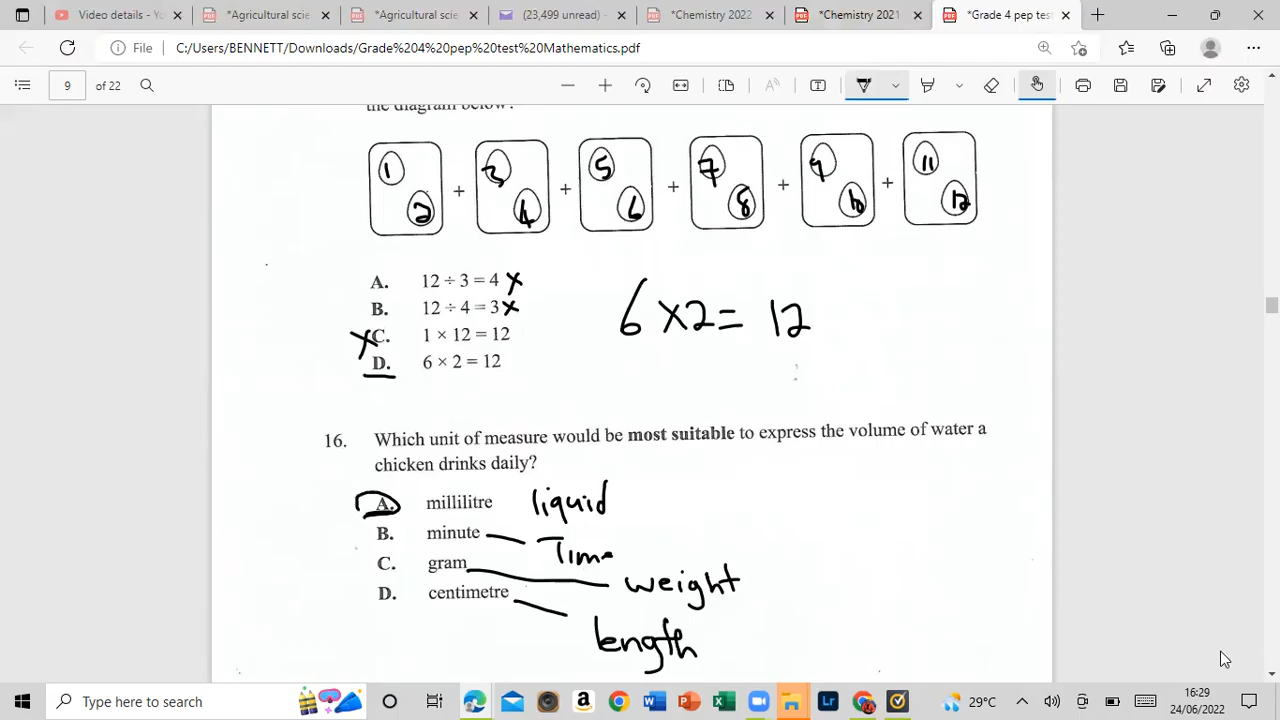 Video details - Y
*Agricultural scie
*Agricultural scie
(23,499 unread) -
*Chemistry 2022
*Chemistry 2021
*Grade 4 pep tes
File C:/Users/BENNETT/Downloads/Grade%204%20pep%20test%20Mathematics.pdf
9 of 22
the diagram below?
1 3 5 7 9 11
+ + + + +
2 4 6 8 10 12
A. 12 ÷ 3 = 4 x
B. 12 ÷ 4 = 3 x
x C. 1 × 12 = 12
D. 6 × 2 = 12
6 x 2 = 12
16. Which unit of measure would be most suitable to express the volume of water a
chicken drinks daily?
A. millilitre liquid
B. minute Time
C. gram weight
D. centimetre length
Type here to search
29°C
16:29
24/06/2022